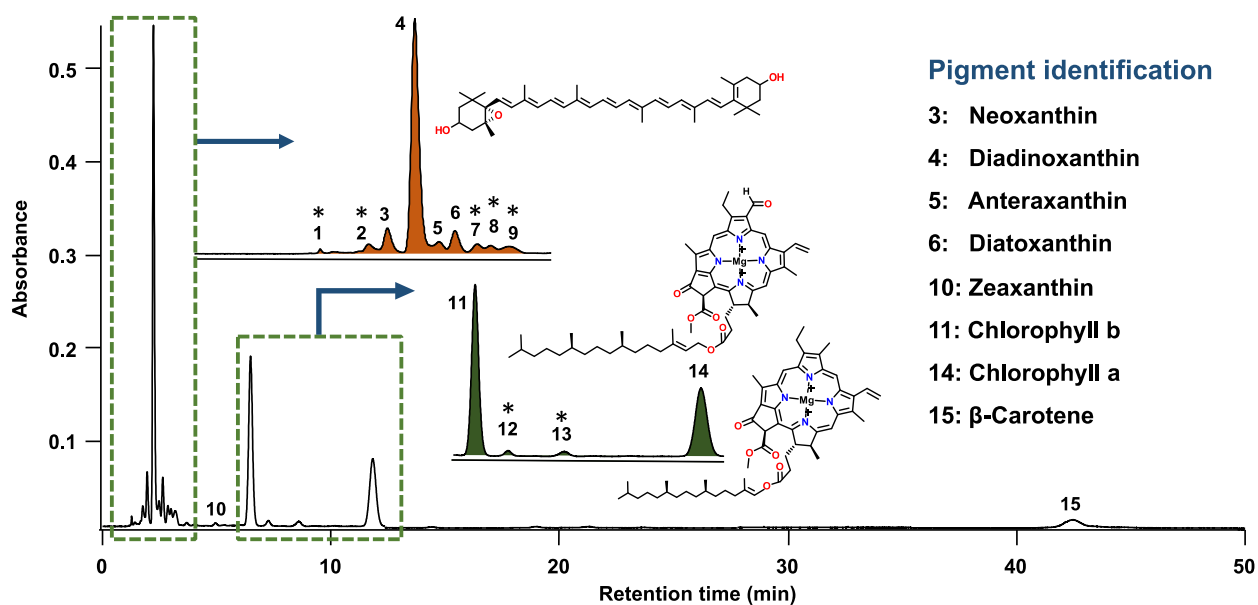 Absorbance
0.5
0.4
0.3
0.2
0.1
4
* * * * *
1 2 3 5 6 7 8 9
OH
HO
O
Pigment identification
3: Neoxanthin
4: Diadinoxanthin
5: Anteraxanthin
6: Diatoxanthin
10: Zeaxanthin
11: Chlorophyll b
14: Chlorophyll a
15: β-Carotene
H
O
N
N Mg N
N
O
O
O
O
O
11
* *
12 13
14
N
N Mg N
N
O
O
O
O
O
10
15
0 10 20 30 40 50
Retention time (min)